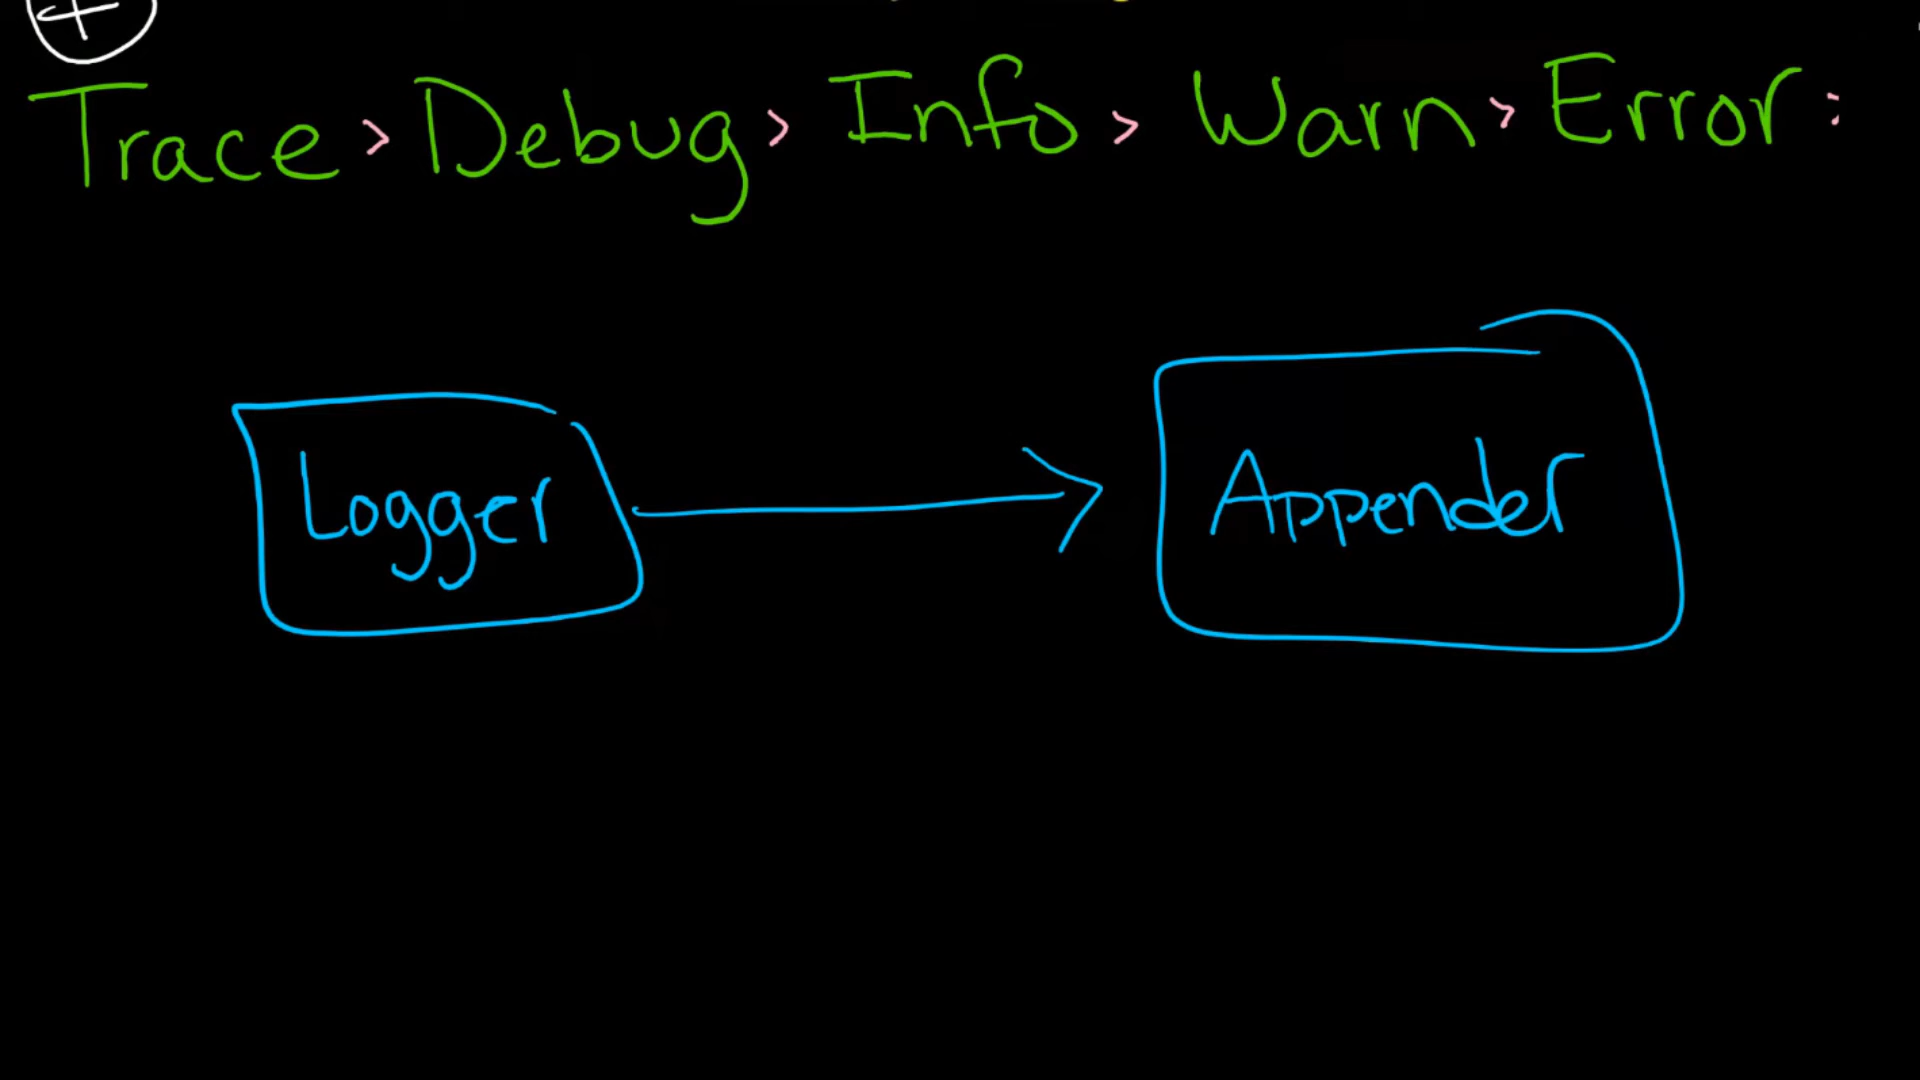 Trace > Debug > Info > Warn > Error :
Logger
Appender